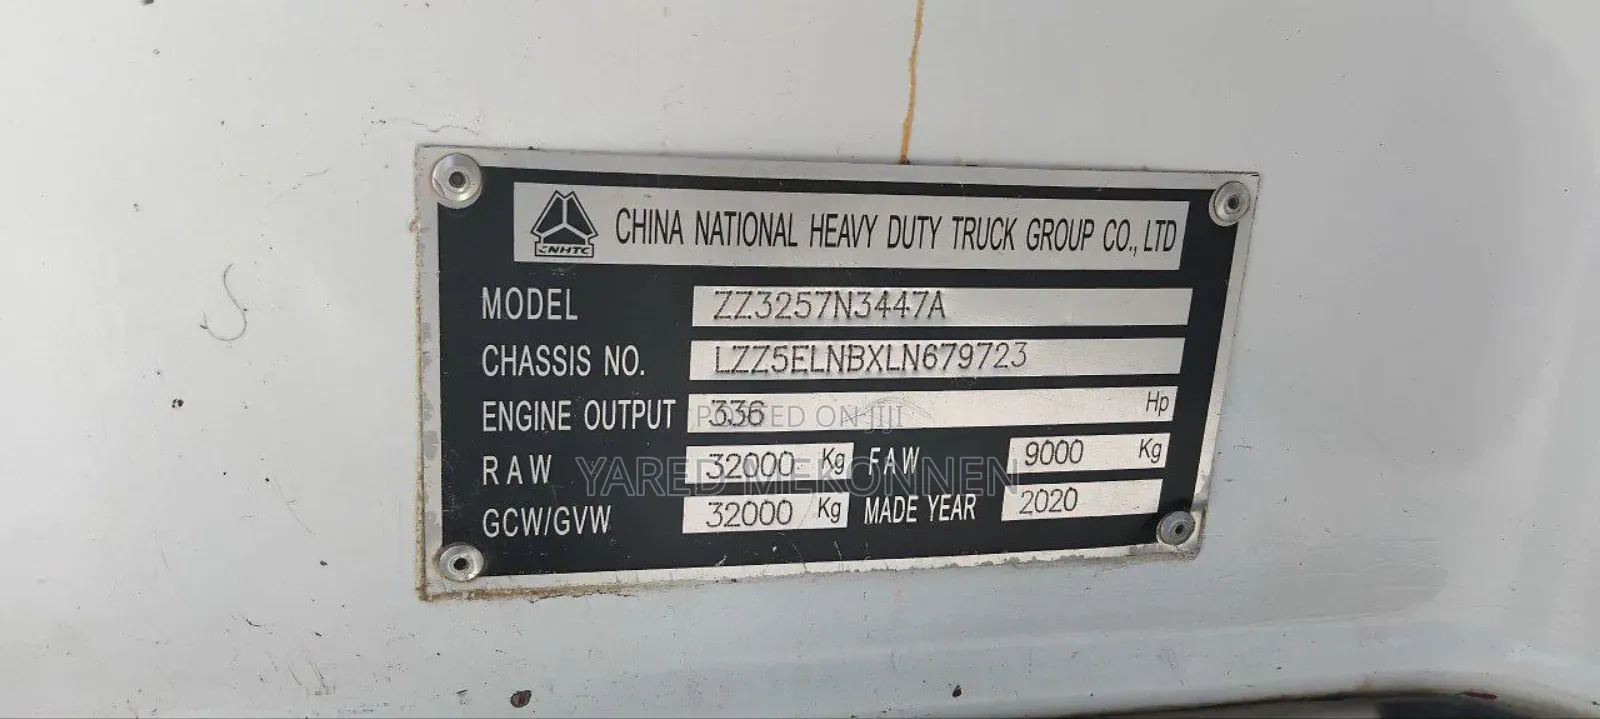 CNHTC
CHINA NATIONAL HEAVY DUTY TRUCK GROUP CO., LTD
MODEL ZZ3257N3447A
CHASSIS NO. LZZ5ELNBXLN679723
ENGINE OUTPUT 336 Hp
POSTED ON JIJI
RAW 32000 Kg FAW 9000 Kg
YARED MEKONNEN
GCW/GVW 32000 Kg MADE YEAR 2020